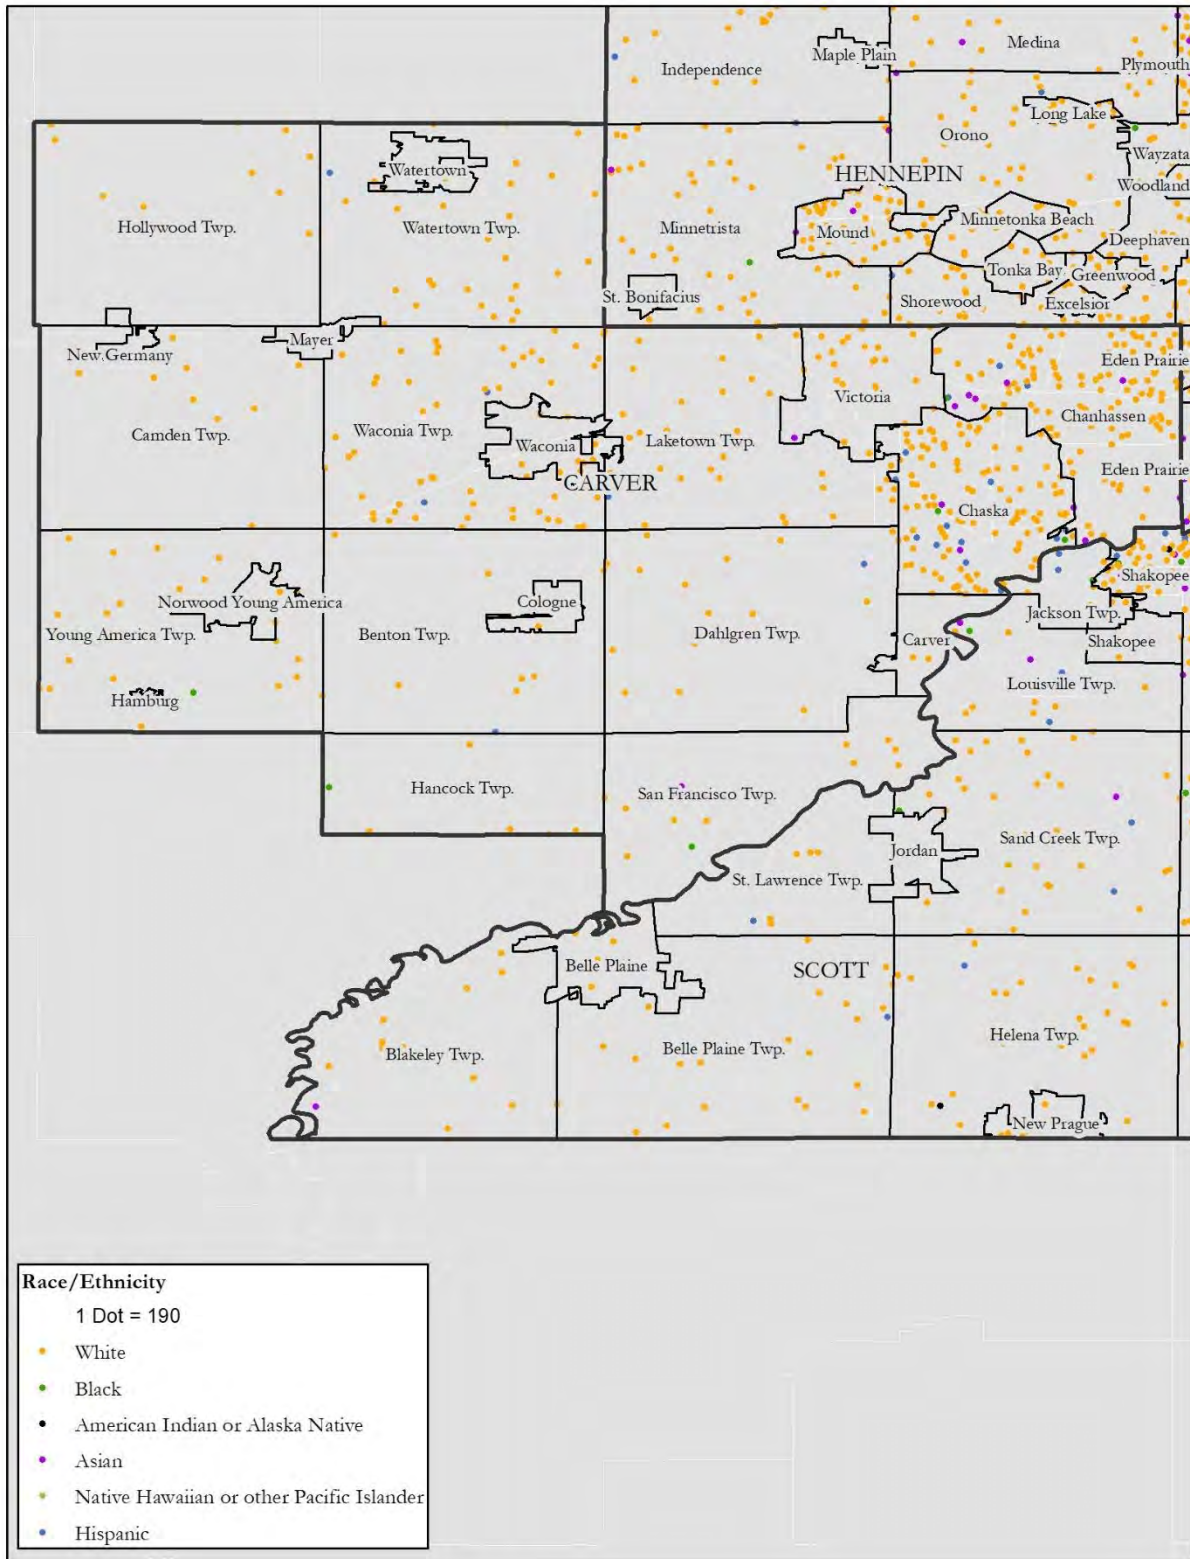 Medina
Maple Plain
Independence
Plymouth
Long Lake
Orono
Wayzata
Watertown
HENNEPIN
Woodland
Hollywood Twp.
Watertown Twp.
Minnetrista
Mound
Minnetonka Beach
Deephaven
Tonka Bay
Greenwood
St. Bonifacius
Shorewood
Excelsior
New Germany
Mayer
Eden Prairie
Victoria
Chanhassen
Camden Twp.
Waconia Twp.
Waconia
Laketown Twp.
Eden Prairie
CARVER
Chaska
Shakopee
Norwood Young America
Cologne
Jackson Twp.
Young America Twp.
Benton Twp.
Dahlgren Twp.
Carver
Shakopee
Louisville Twp.
Hamburg
Hancock Twp.
San Francisco Twp.
Sand Creek Twp.
Jordan
St. Lawrence Twp.
Belle Plaine
SCOTT
Helena Twp.
Blakeley Twp.
Belle Plaine Twp.
New Prague
Race/Ethnicity
1 Dot = 190
White
Black
American Indian or Alaska Native
Asian
Native Hawaiian or other Pacific Islander
Hispanic